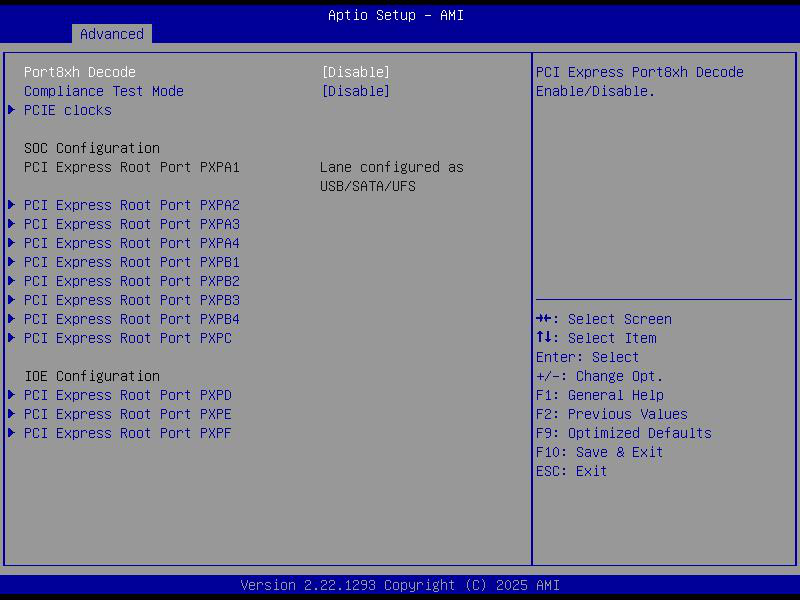 Aptio Setup – AMI
Advanced
Port8xh Decode [Disable]
Compliance Test Mode [Disable]
PCIE clocks
SOC Configuration
PCI Express Root Port PXPA1 Lane configured as
USB/SATA/UFS
PCI Express Root Port PXPA2
PCI Express Root Port PXPA3
PCI Express Root Port PXPA4
PCI Express Root Port PXPB1
PCI Express Root Port PXPB2
PCI Express Root Port PXPB3
PCI Express Root Port PXPB4
PCI Express Root Port PXPC
IOE Configuration
PCI Express Root Port PXPD
PCI Express Root Port PXPE
PCI Express Root Port PXPF
PCI Express Port8xh Decode
Enable/Disable.
→←: Select Screen
↑↓: Select Item
Enter: Select
+/-: Change Opt.
F1: General Help
F2: Previous Values
F9: Optimized Defaults
F10: Save & Exit
ESC: Exit
Version 2.22.1293 Copyright (C) 2025 AMI